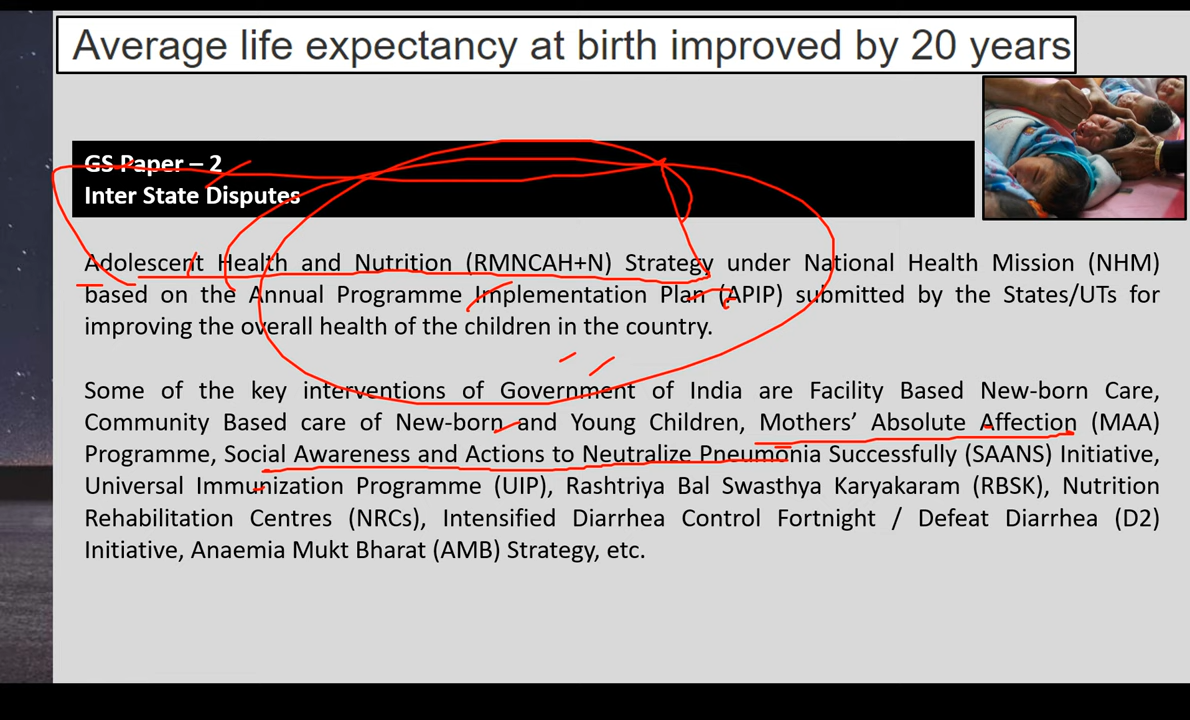 Average life expectancy at birth improved by 20 years
GS Paper – 2
Inter State Disputes
Adolescent Health and Nutrition (RMNCAH+N) Strategy under National Health Mission (NHM)
based on the Annual Programme Implementation Plan (APIP) submitted by the States/UTs for
improving the overall health of the children in the country.
Some of the key interventions of Government of India are Facility Based New-born Care,
Community Based care of New-born and Young Children, Mothers’ Absolute Affection (MAA)
Programme, Social Awareness and Actions to Neutralize Pneumonia Successfully (SAANS) Initiative,
Universal Immunization Programme (UIP), Rashtriya Bal Swasthya Karyakaram (RBSK), Nutrition
Rehabilitation Centres (NRCs), Intensified Diarrhea Control Fortnight / Defeat Diarrhea (D2)
Initiative, Anaemia Mukt Bharat (AMB) Strategy, etc.